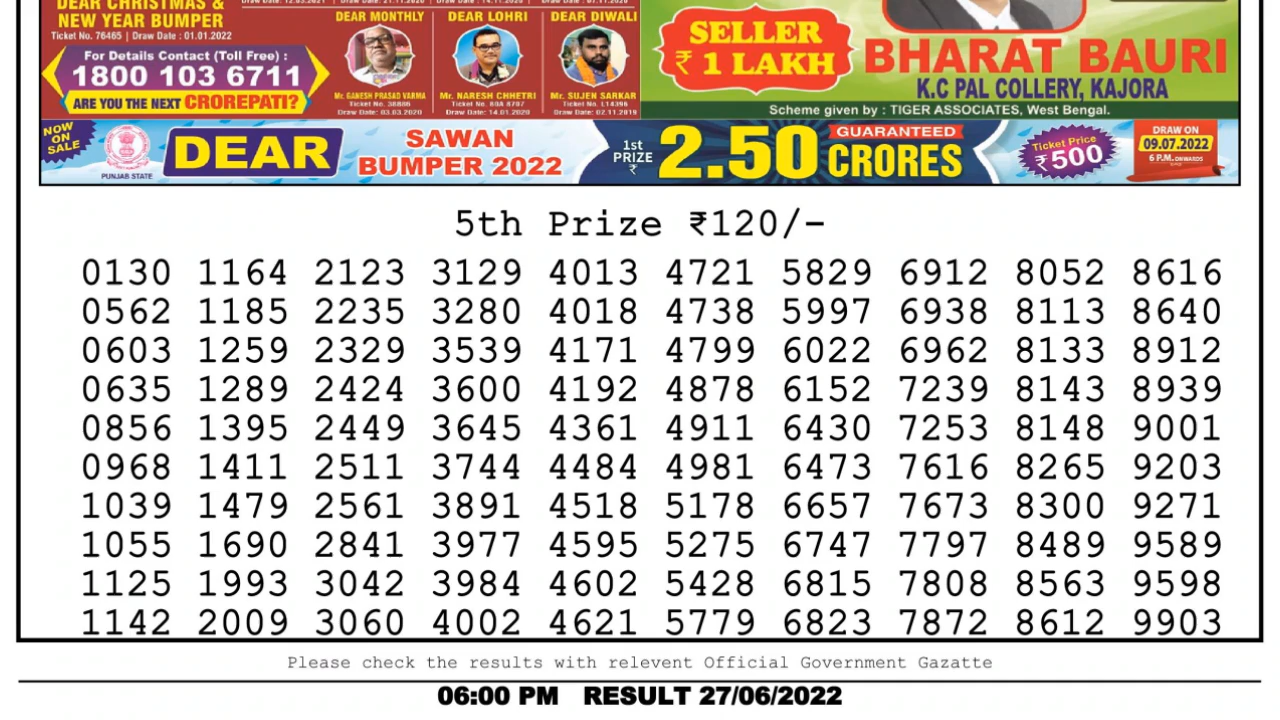 DEAR CHRISTMAS &
NEW YEAR BUMPER
Ticket No. 76465 | Draw Date : 01.01.2022
For Details Contact (Toll Free) :
1800 103 6711
ARE YOU THE NEXT CROREPATI?
DEAR MONTHLY
Mr. GANESH PRASAD VARMA
Ticket No. 38886
Draw Date: 03.03.2020
DEAR LOHRI
Mr. NARESH CHHETRI
Ticket No. 60A 8707
Draw Date: 14.01.2020
DEAR DIWALI
Mr. SUJEN SARKAR
Ticket No. L14396
Draw Date: 02.11.2019
SELLER
₹ 1 LAKH
BHARAT BAURI
K.C PAL COLLERY, KAJORA
Scheme given by : TIGER ASSOCIATES, West Bengal.
NOW
ON
SALE
PUNJAB STATE
DEAR
SAWAN
BUMPER 2022
1st
PRIZE
₹
2.50
GUARANTEED
CRORES
Ticket Price
₹500
DRAW ON
09.07.2022
6 P.M. ONWARDS
5th Prize ₹120/-
0130 1164 2123 3129 4013 4721 5829 6912 8052 8616
0562 1185 2235 3280 4018 4738 5997 6938 8113 8640
0603 1259 2329 3539 4171 4799 6022 6962 8133 8912
0635 1289 2424 3600 4192 4878 6152 7239 8143 8939
0856 1395 2449 3645 4361 4911 6430 7253 8148 9001
0968 1411 2511 3744 4484 4981 6473 7616 8265 9203
1039 1479 2561 3891 4518 5178 6657 7673 8300 9271
1055 1690 2841 3977 4595 5275 6747 7797 8489 9589
1125 1993 3042 3984 4602 5428 6815 7808 8563 9598
1142 2009 3060 4002 4621 5779 6823 7872 8612 9903
Please check the results with relevent Official Government Gazatte
06:00 PM RESULT 27/06/2022